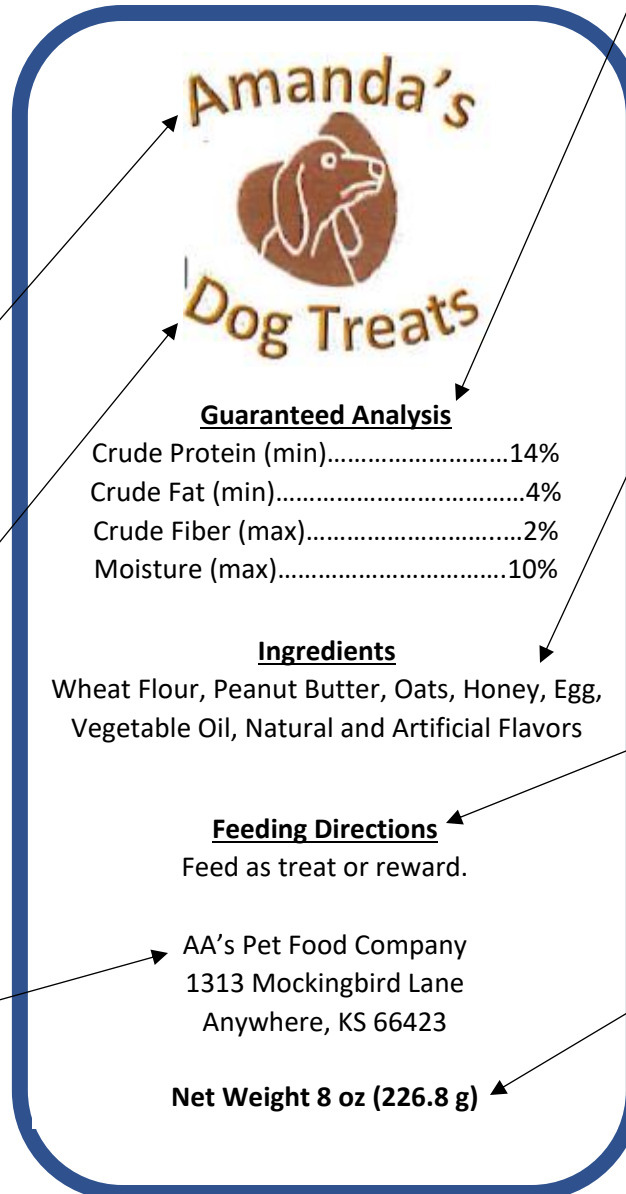 Amanda's
Dog Treats
Guaranteed Analysis
Crude Protein (min)……………………………14%
Crude Fat (min)…………………………………4%
Crude Fiber (max)…………………………..…2%
Moisture (max)……………………………….10%
Ingredients
Wheat Flour, Peanut Butter, Oats, Honey, Egg,
Vegetable Oil, Natural and Artificial Flavors
Feeding Directions
Feed as treat or reward.
AA's Pet Food Company
1313 Mockingbird Lane
Anywhere, KS 66423
Net Weight 8 oz (226.8 g)